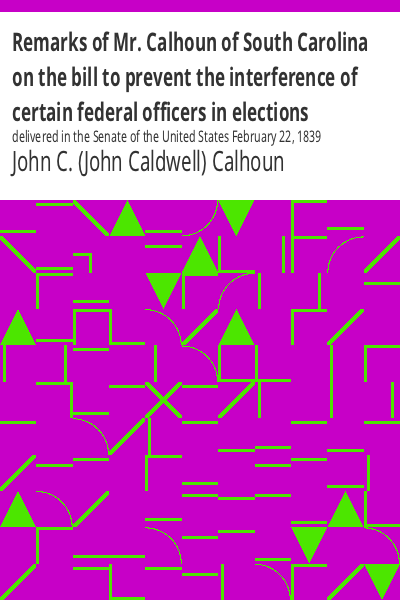 Remarks of Mr. Calhoun of South Carolina
on the bill to prevent the interference of
certain federal officers in elections
delivered in the Senate of the United States February 22, 1839
John C. (John Caldwell) Calhoun